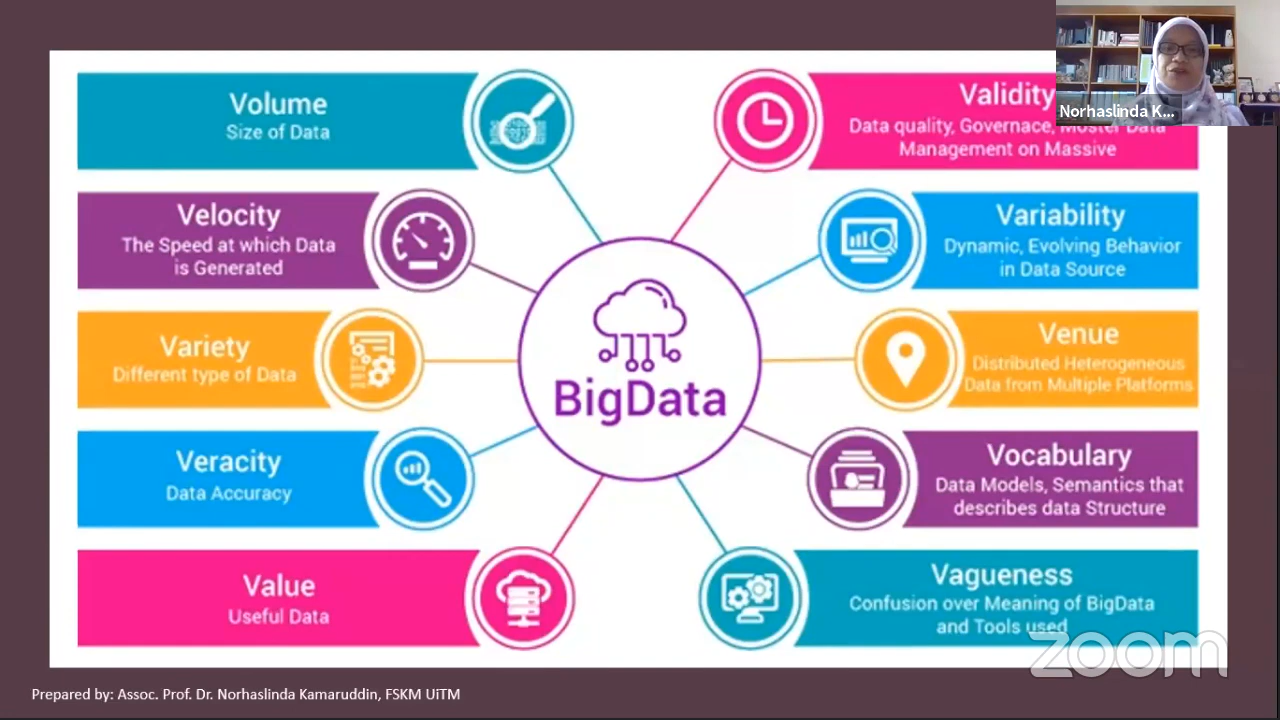 Volume
Size of Data
Velocity
The Speed at which Data
is Generated
Variety
Different type of Data
Veracity
Data Accuracy
Value
Useful Data
BigData
Validity
Data quality, Governace, Moster Data
Management on Massive
Variability
Dynamic, Evolving Behavior
in Data Source
Venue
Distributed Heterogeneous
Data from Multiple Platforms
Vocabulary
Data Models, Semantics that
describes data Structure
Vagueness
Confusion over Meaning of BigData
and Tools used
Norhaslinda K...
zoom
Prepared by: Assoc. Prof. Dr. Norhaslinda Kamaruddin, FSKM UiTM